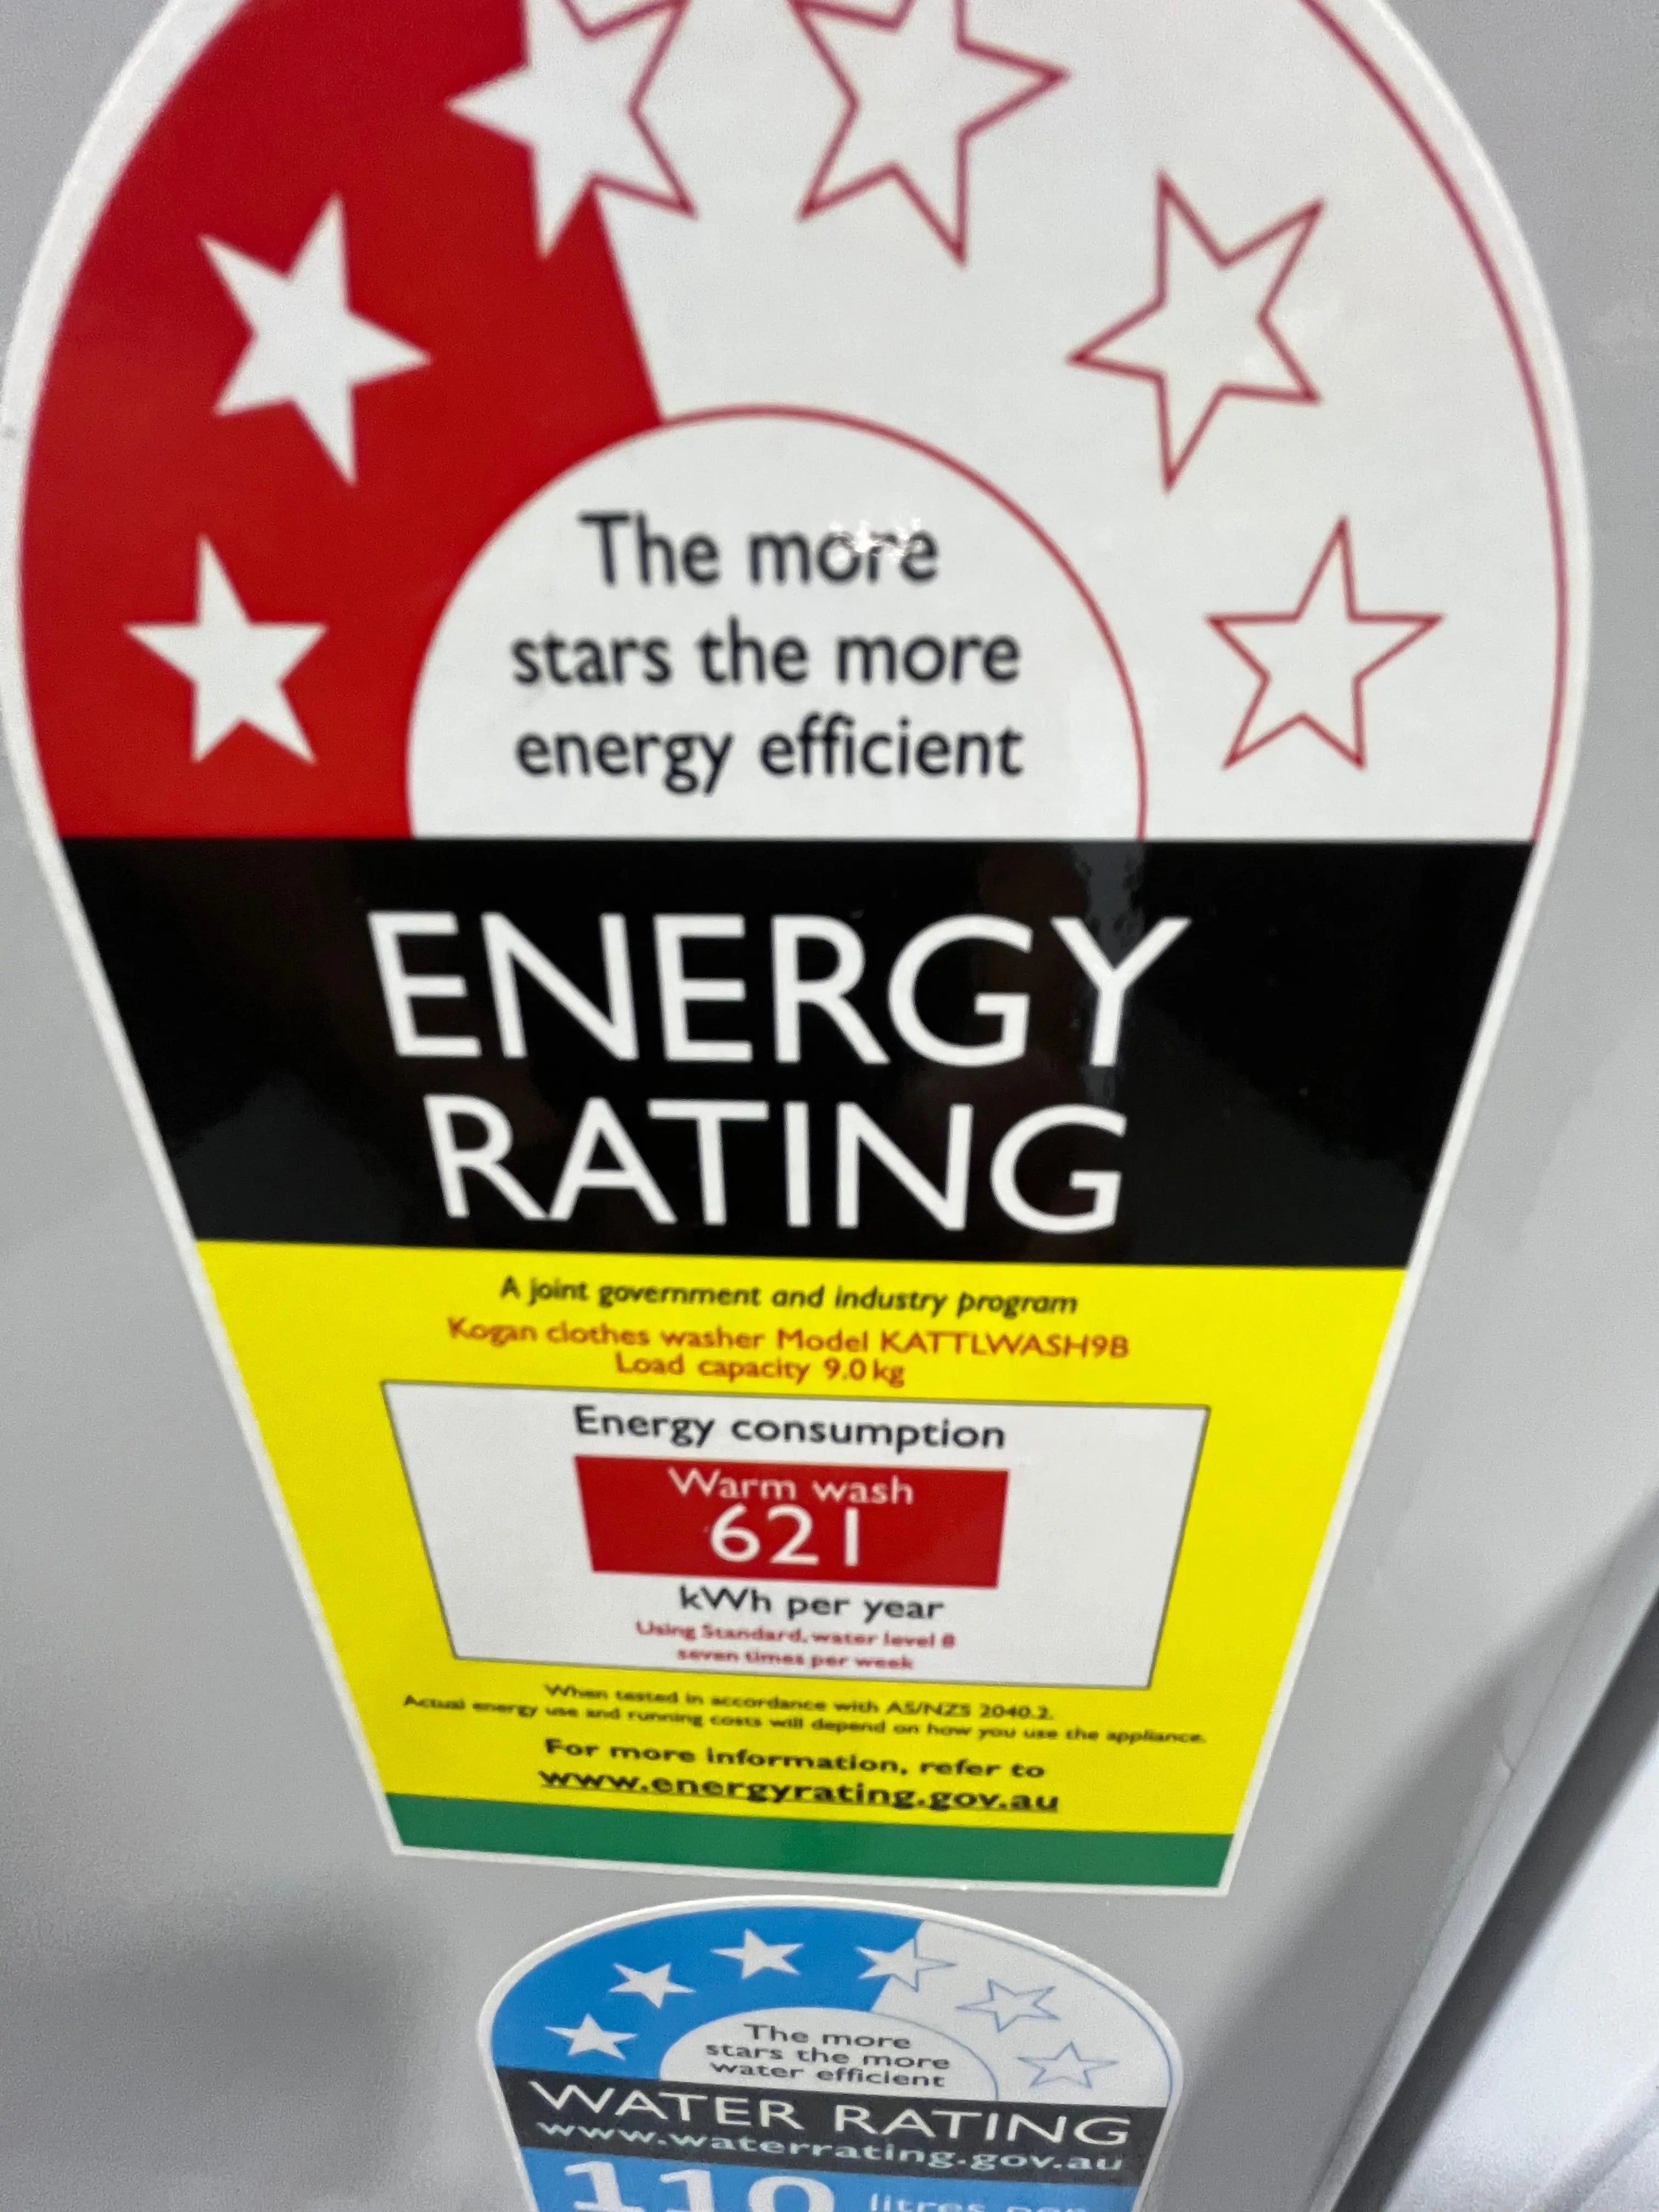 The more
stars the more
energy efficient
ENERGY
RATING
A joint government and industry program
Kogan clothes washer Model KATTLWASH9B
Load capacity 9.0 kg
Energy consumption
Warm wash
621
kWh per year
Using Standard, water level 8
seven times per week
When tested in accordance with AS/NZS 2040.2.
Actual energy use and running costs will depend on how you use the appliance.
For more information, refer to
www.energyrating.gov.au
The more
stars the more
water efficient
WATER RATING
www.waterrating.gov.au
110 litres per